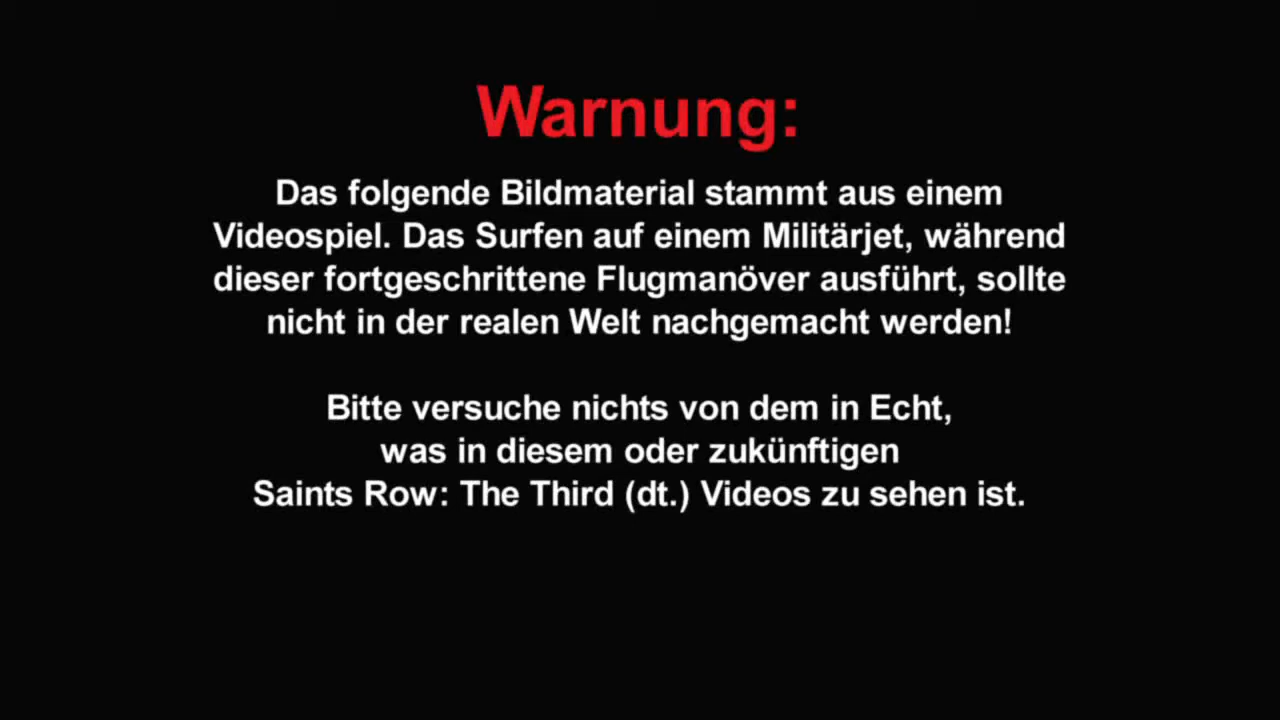 Warnung:
Das folgende Bildmaterial stammt aus einem
Videospiel. Das Surfen auf einem Militärjet, während
dieser fortgeschrittene Flugmanöver ausführt, sollte
nicht in der realen Welt nachgemacht werden!
Bitte versuche nichts von dem in Echt,
was in diesem oder zukünftigen
Saints Row: The Third (dt.) Videos zu sehen ist.